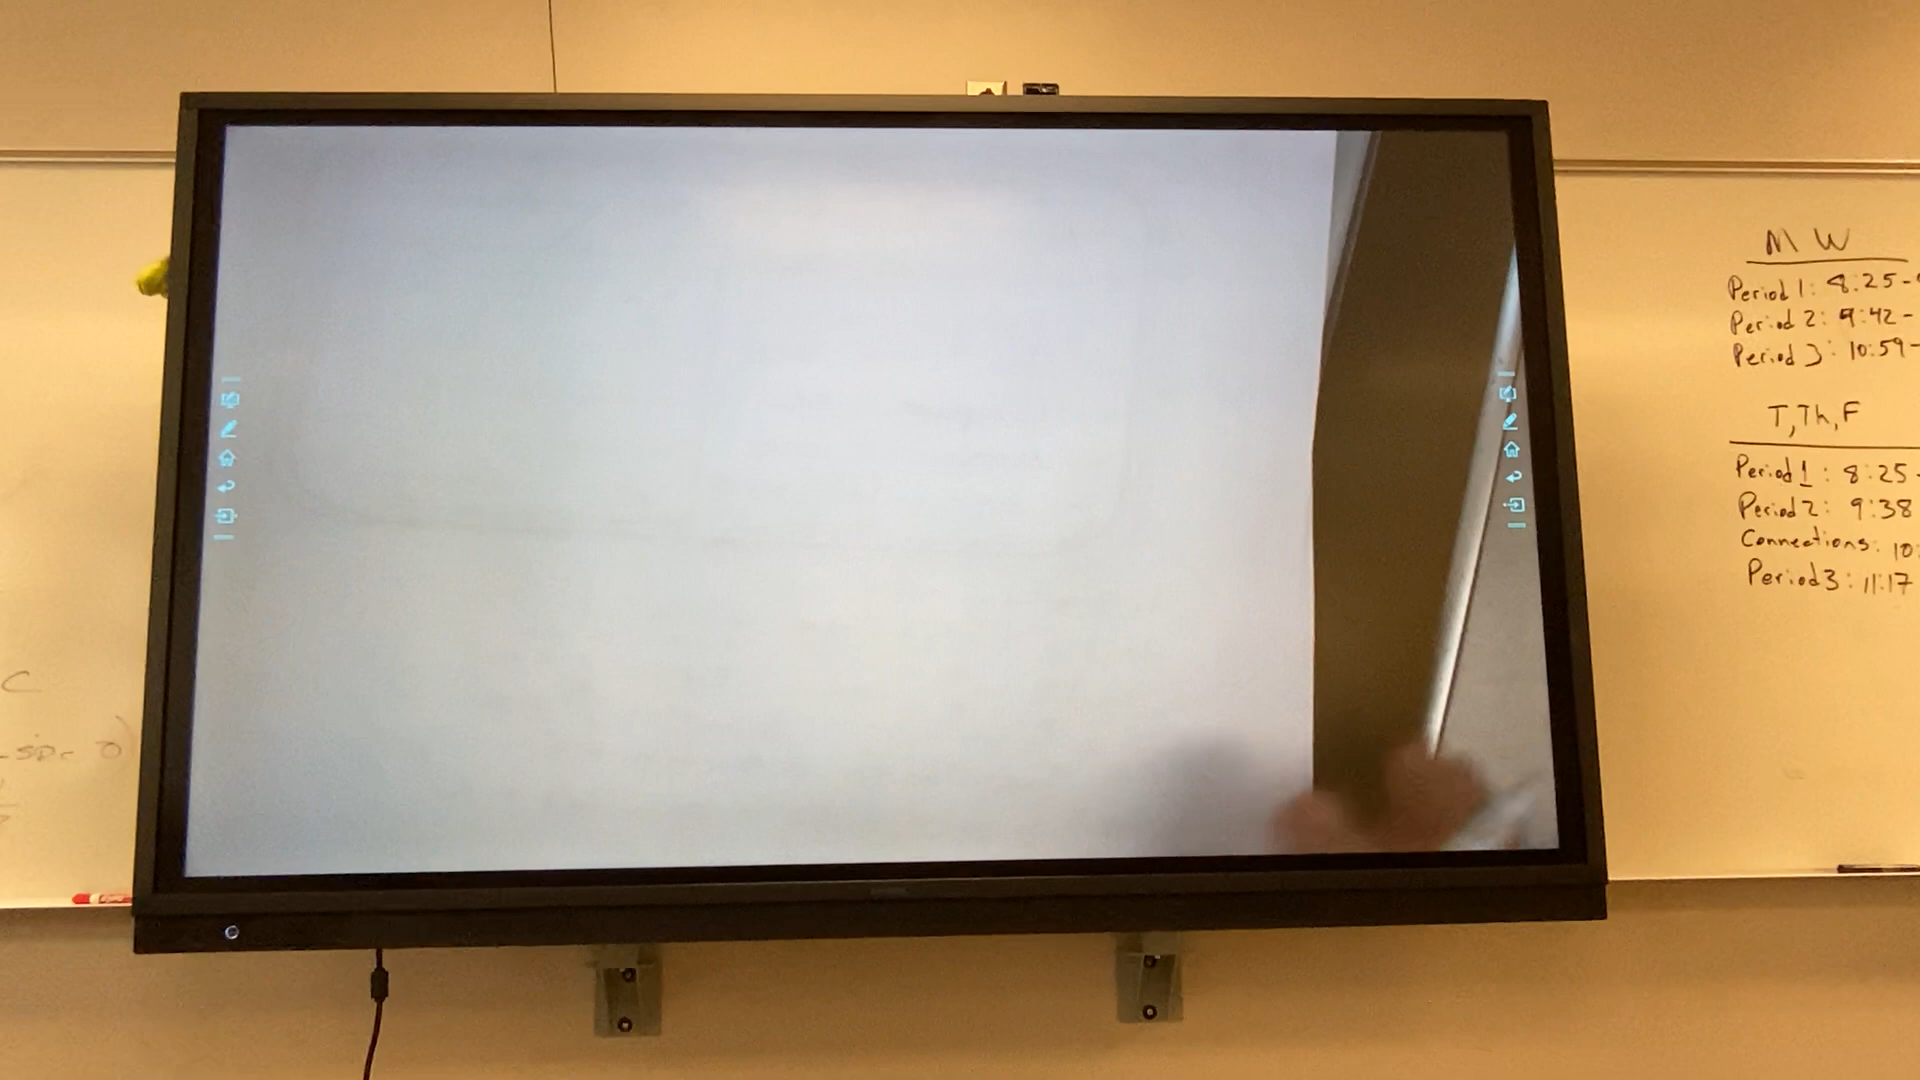 M W
Period 1: 8:25-
Period 2: 9:42-
Period 3: 10:59-
T, Th, F
Period 1: 8:25-
Period 2: 9:38
Connections: 10:
Period 3: 11:17
C